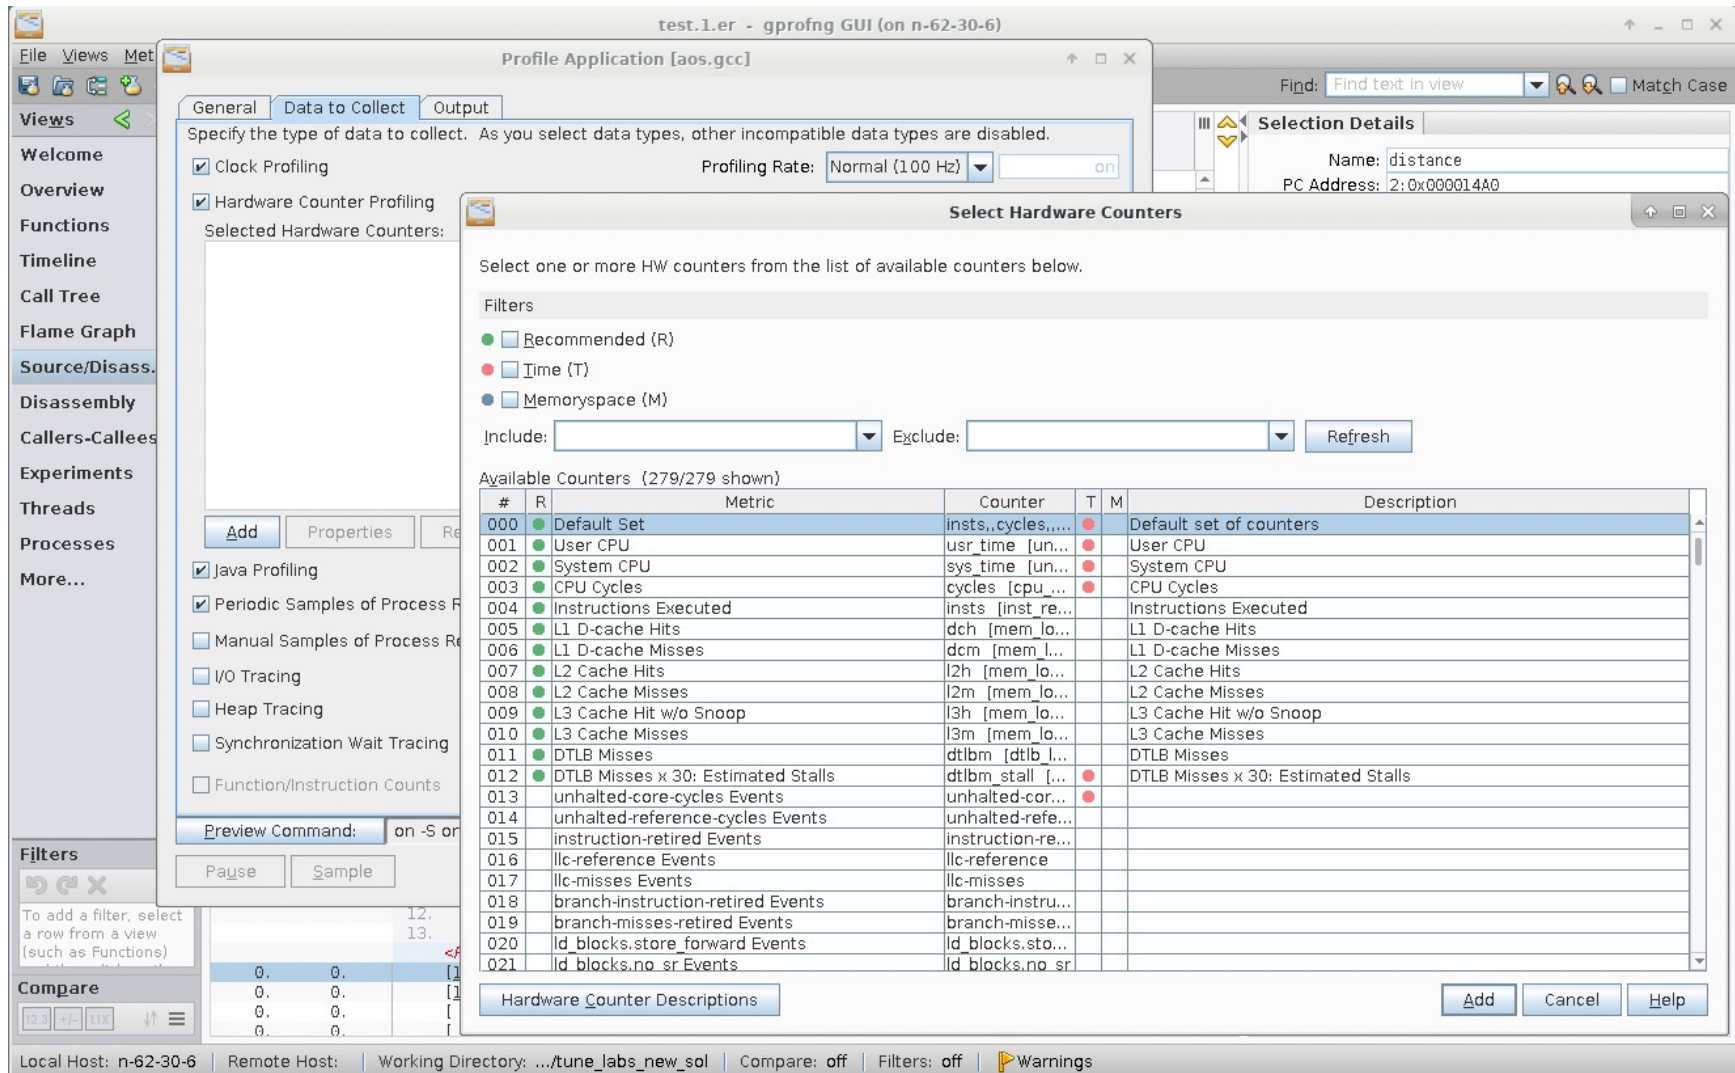 test.1.er - gprofng GUI (on n-62-30-6)
File Views Met
Find: Find text in view Match Case
Views
Welcome
Overview
Functions
Timeline
Call Tree
Flame Graph
Source/Disass.
Disassembly
Callers-Callees
Experiments
Threads
Processes
More...
Filters
To add a filter, select
a row from a view
(such as Functions)
Compare
12.3 +/- 1.1X
Profile Application [aos.gcc]
General Data to Collect Output
Specify the type of data to collect. As you select data types, other incompatible data types are disabled.
Clock Profiling Profiling Rate: Normal (100 Hz) on
Hardware Counter Profiling
Selected Hardware Counters:
Add Properties Re
Java Profiling
Periodic Samples of Process R
Manual Samples of Process Re
I/O Tracing
Heap Tracing
Synchronization Wait Tracing
Function/Instruction Counts
Preview Command: on -S on
Pause Sample
12.
13.
0. 0.
0. 0.
0. 0.
0. 0.
Selection Details
Name: distance
PC Address: 2:0x000014A0
Select Hardware Counters
Select one or more HW counters from the list of available counters below.
Filters
Recommended (R)
Time (T)
Memoryspace (M)
Include: Exclude: Refresh
Available Counters (279/279 shown)
# R Metric Counter T M Description
000 Default Set insts,,cycles,,... Default set of counters
001 User CPU usr_time [un... User CPU
002 System CPU sys_time [un... System CPU
003 CPU Cycles cycles [cpu_... CPU Cycles
004 Instructions Executed insts [inst_re... Instructions Executed
005 L1 D-cache Hits dch [mem_lo... L1 D-cache Hits
006 L1 D-cache Misses dcm [mem_l... L1 D-cache Misses
007 L2 Cache Hits l2h [mem_lo... L2 Cache Hits
008 L2 Cache Misses l2m [mem_lo... L2 Cache Misses
009 L3 Cache Hit w/o Snoop l3h [mem_lo... L3 Cache Hit w/o Snoop
010 L3 Cache Misses l3m [mem_lo... L3 Cache Misses
011 DTLB Misses dtlbm [dtlb_l... DTLB Misses
012 DTLB Misses x 30: Estimated Stalls dtlbm_stall [... DTLB Misses x 30: Estimated Stalls
013 unhalted-core-cycles Events unhalted-cor...
014 unhalted-reference-cycles Events unhalted-refe...
015 instruction-retired Events instruction-re...
016 llc-reference Events llc-reference
017 llc-misses Events llc-misses
018 branch-instruction-retired Events branch-instru...
019 branch-misses-retired Events branch-misse...
020 ld_blocks.store_forward Events ld_blocks.sto...
021 ld_blocks.no_sr Events ld_blocks.no_sr
Hardware Counter Descriptions Add Cancel Help
Local Host: n-62-30-6 Remote Host: Working Directory: .../tune_labs_new_sol Compare: off Filters: off Warnings